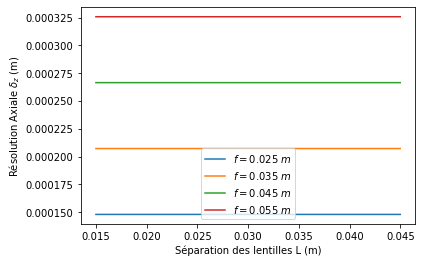 0.000325
0.000300
0.000275
0.000250
0.000225
0.000200
0.000175
0.000150
Résolution Axiale δz (m)
f = 0.025 m
f = 0.035 m
f = 0.045 m
f = 0.055 m
0.015 0.020 0.025 0.030 0.035 0.040 0.045
Séparation des lentilles L (m)